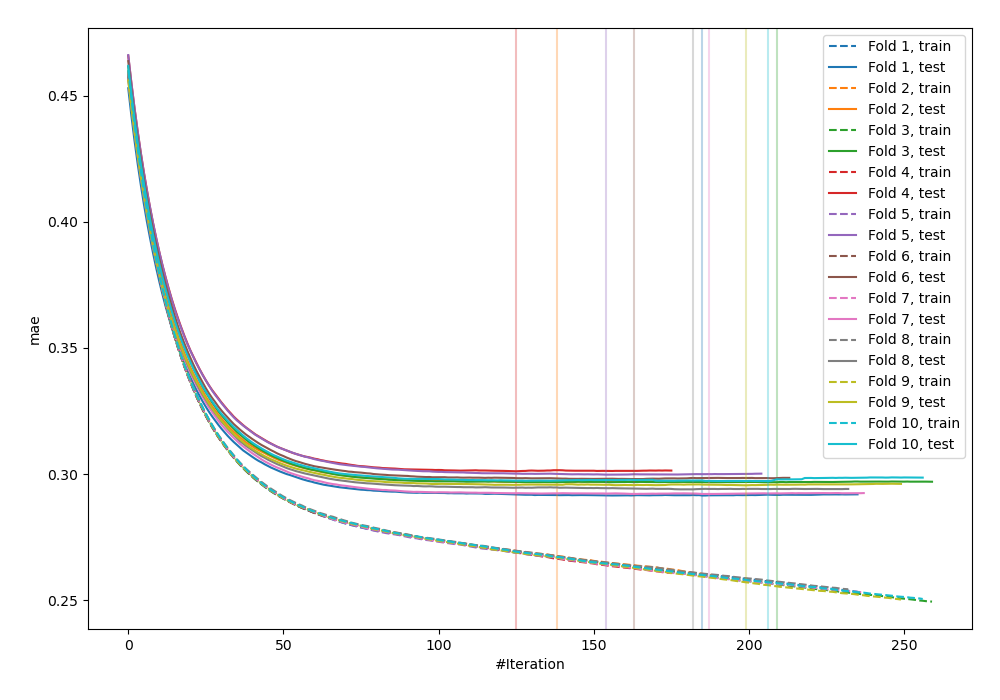 mae
0.45
0.40
0.35
0.30
0.25
0
50
100
150
200
250
#Iteration
Fold 1, train
Fold 1, test
Fold 2, train
Fold 2, test
Fold 3, train
Fold 3, test
Fold 4, train
Fold 4, test
Fold 5, train
Fold 5, test
Fold 6, train
Fold 6, test
Fold 7, train
Fold 7, test
Fold 8, train
Fold 8, test
Fold 9, train
Fold 9, test
Fold 10, train
Fold 10, test